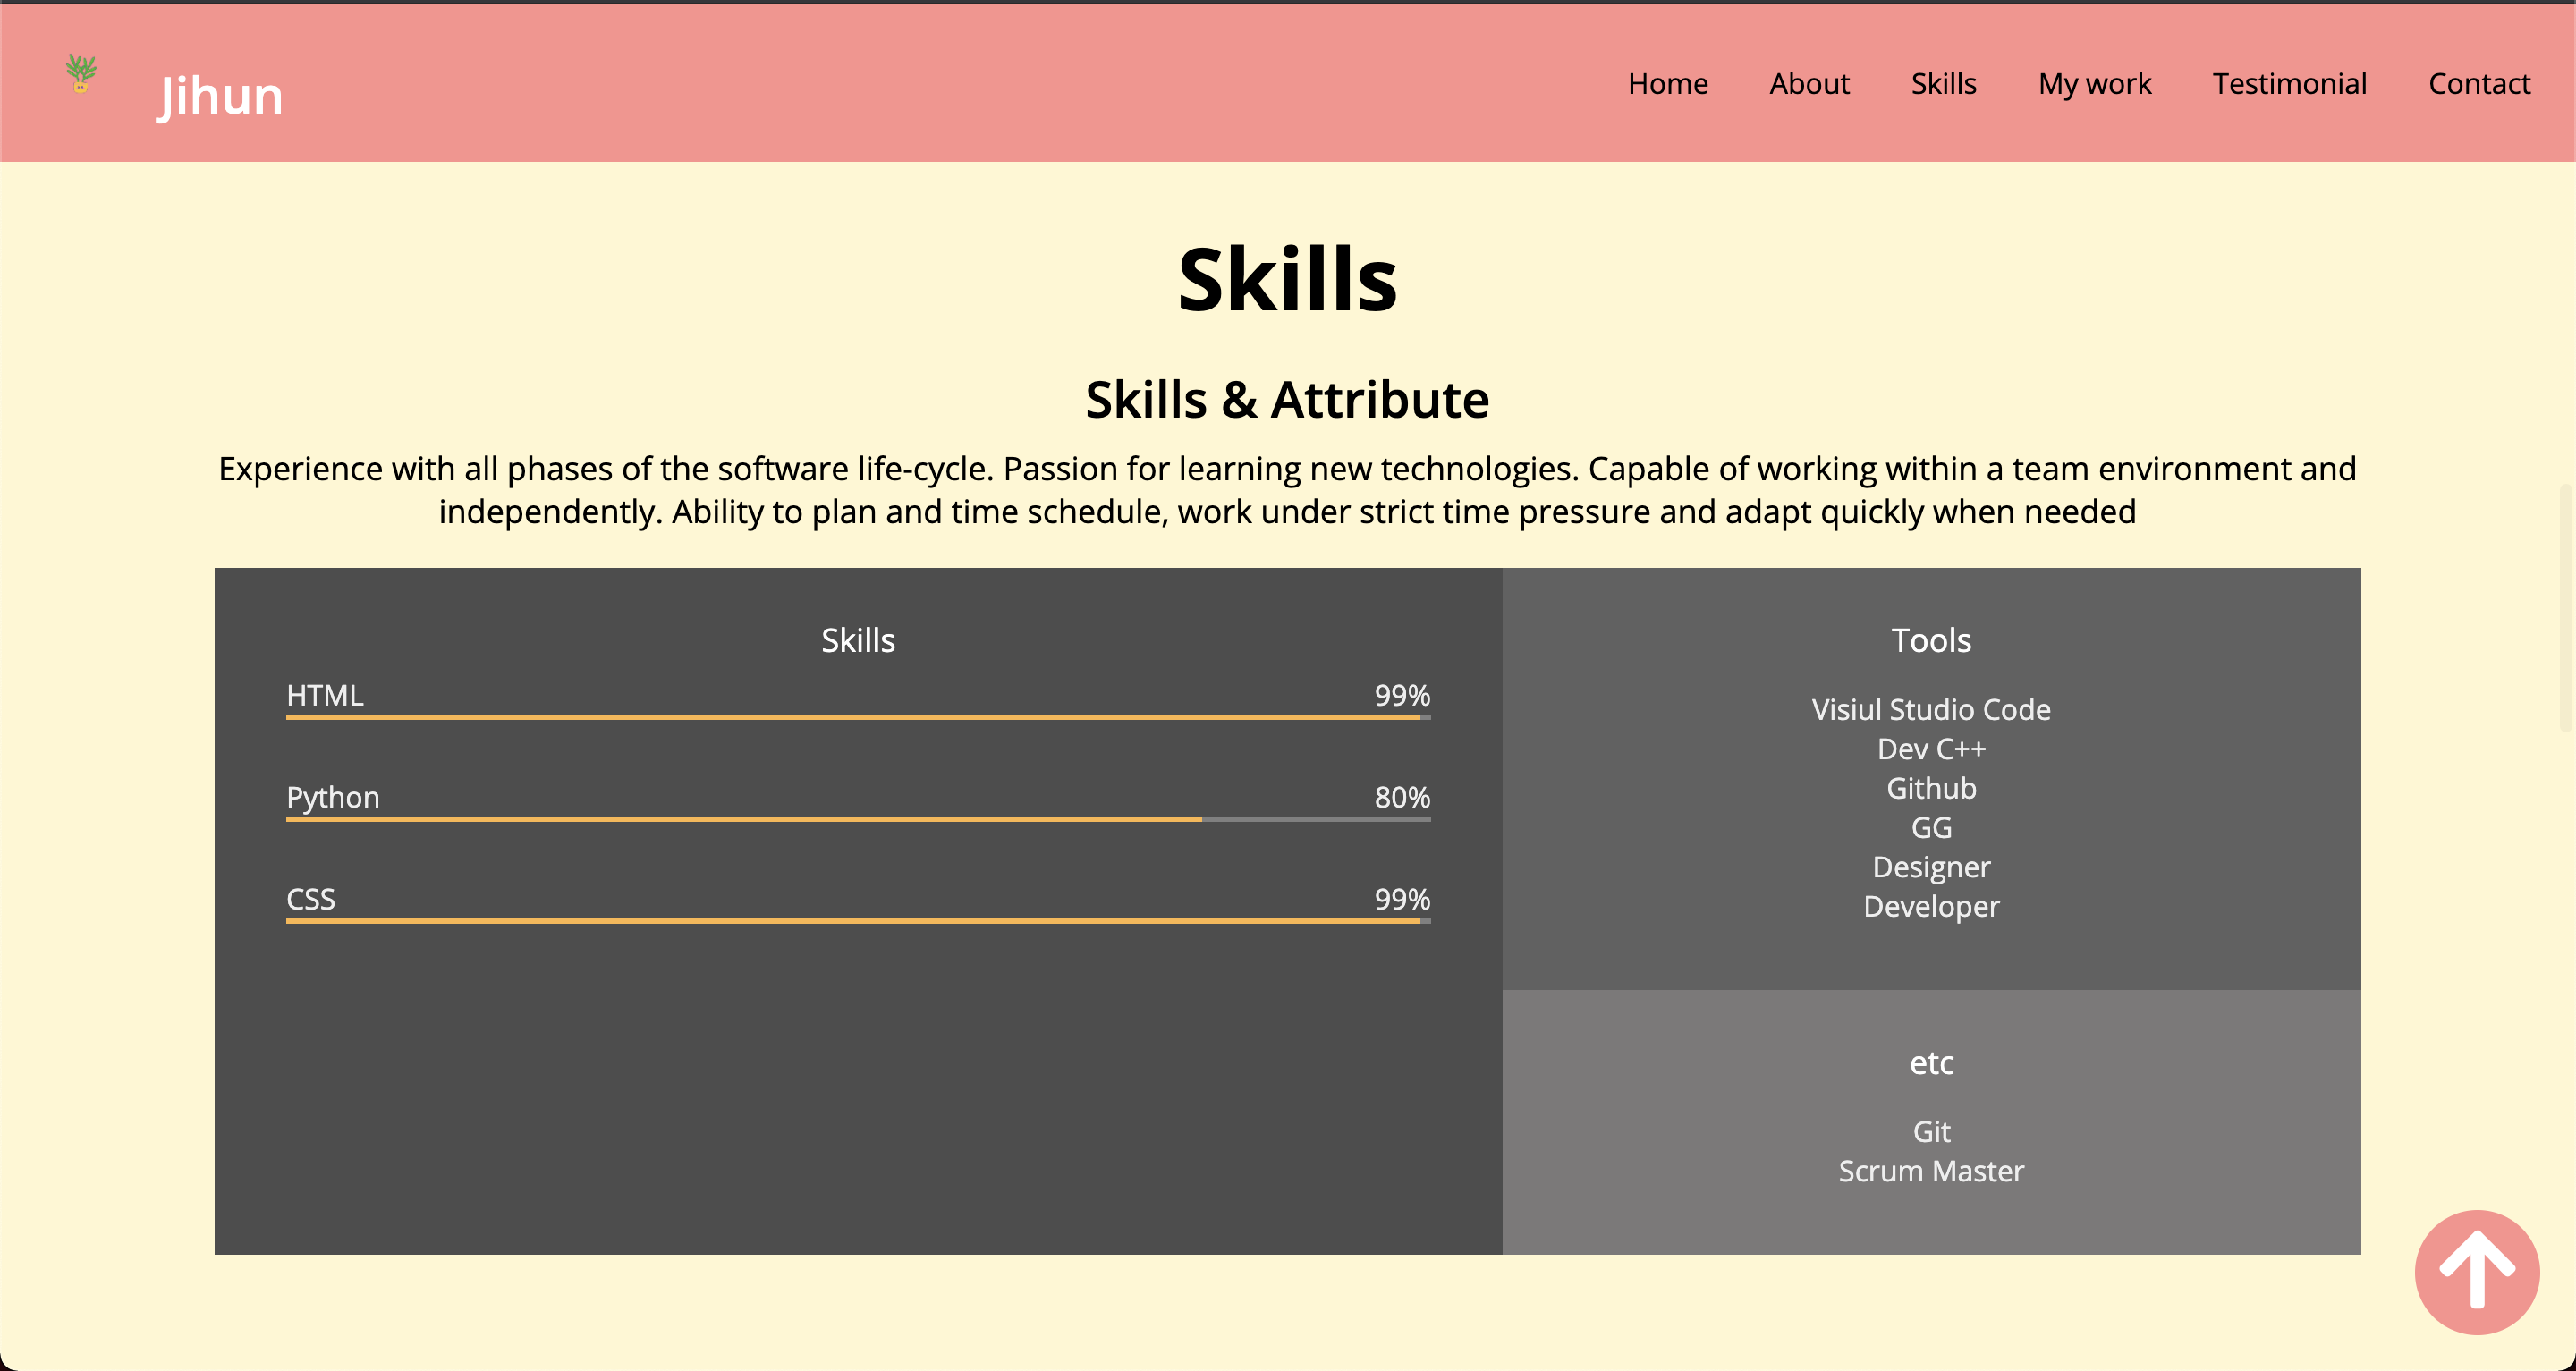 Jihun
Home
About
Skills
My work
Testimonial
Contact
Skills
Skills & Attribute
Experience with all phases of the software life-cycle. Passion for learning new technologies. Capable of working within a team environment and
independently. Ability to plan and time schedule, work under strict time pressure and adapt quickly when needed
Skills
HTML 99%
Python 80%
CSS 99%
Tools
Visiul Studio Code
Dev C++
Github
GG
Designer
Developer
etc
Git
Scrum Master